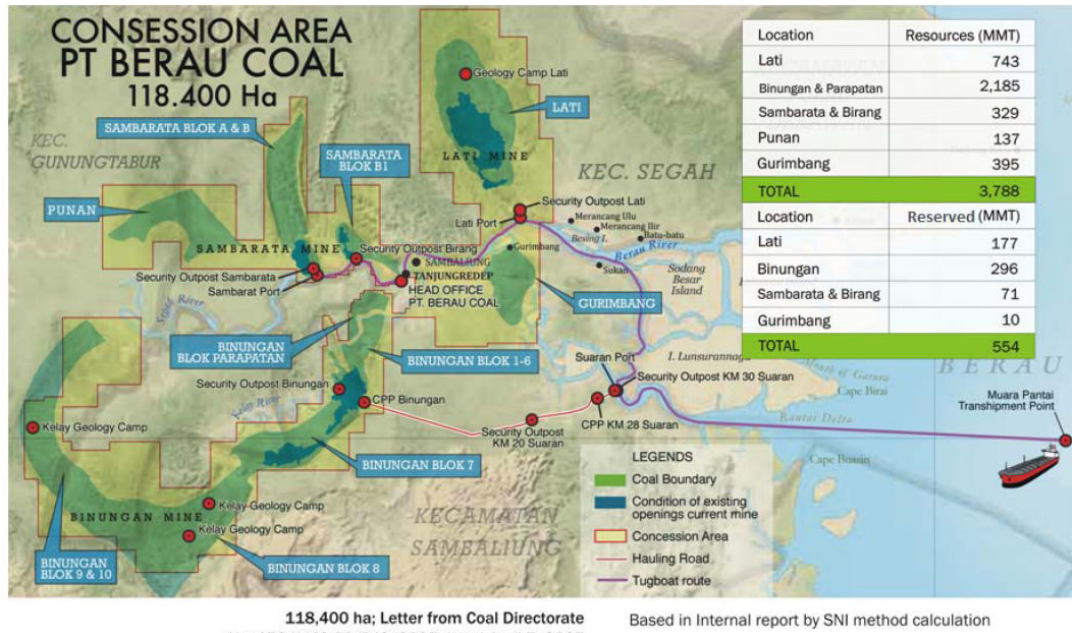 CONSESSION AREA
PT BERAU COAL
118.400 Ha
Location Resources (MMT)
Lati 743
Binungan & Parapatan 2,185
Sambarata & Birang 329
Punan 137
Gurimbang 395
TOTAL 3,788
Location Reserved (MMT)
Lati 177
Binungan 296
Sambarata & Birang 71
Gurimbang 10
TOTAL 554
Geology Camp Lati
LATI
SAMBARATA BLOK A & B
KEC.
GUNUNGTABUR
SAMBARATA
BLOK B1
LATI MINE
KEC. SEGAH
PUNAN
Security Outpost Lati
Lati Port
Merancang Ulu
Merancang Ilir
Batu-batu
Besing I.
Berau River
SAMBARATA MINE
Security Outpost Birang
Gurimbang
SAMBALIUNG
Sukan
Security Outpost Sambarata
TANJUNGREDEP
Sodang
Besar
Island
Sambarat Port
HEAD OFFICE
PT. BERAU COAL
GURIMBANG
Segah River
BINUNGAN
BLOK PARAPATAN
BINUNGAN BLOK 1-6
Suaran Port
I. Lunsurannaga
BERAU
Security Outpost Binungan
Security Outpost KM 30 Suaran
Cape Birai
Muara Pantai
Transhipment Point
CPP Binungan
Kelay Geology Camp
Security Outpost
KM 20 Suaran
CPP KM 28 Suaran
Rantai Delta
BINUNGAN BLOK 7
LEGENDS
Coal Boundary
Condition of existing
openings current mine
Concession Area
Hauling Road
Tugboat route
Kelay Geology Camp
BINUNGAN MINE
Kelay Geology Camp
KECAMATAN
SAMBALIUNG
BINUNGAN
BLOK 9 & 10
BINUNGAN BLOK 8
118,400 ha; Letter from Coal Directorate
Based in Internal report by SNI method calculation